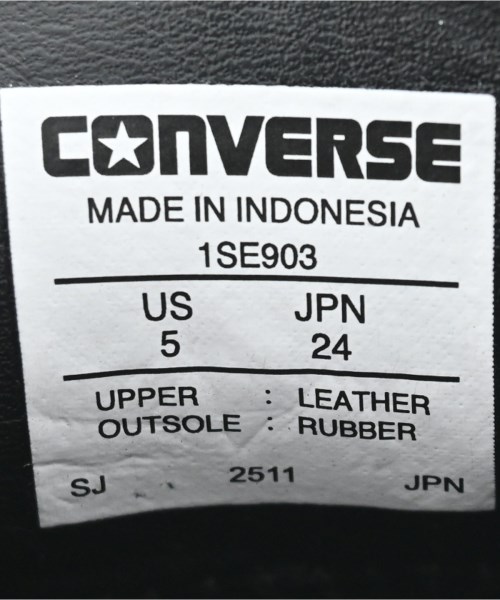 CONVERSE
MADE IN INDONESIA
1SE903
US JPN
5 24
UPPER : LEATHER
OUTSOLE : RUBBER
SJ 2511 JPN